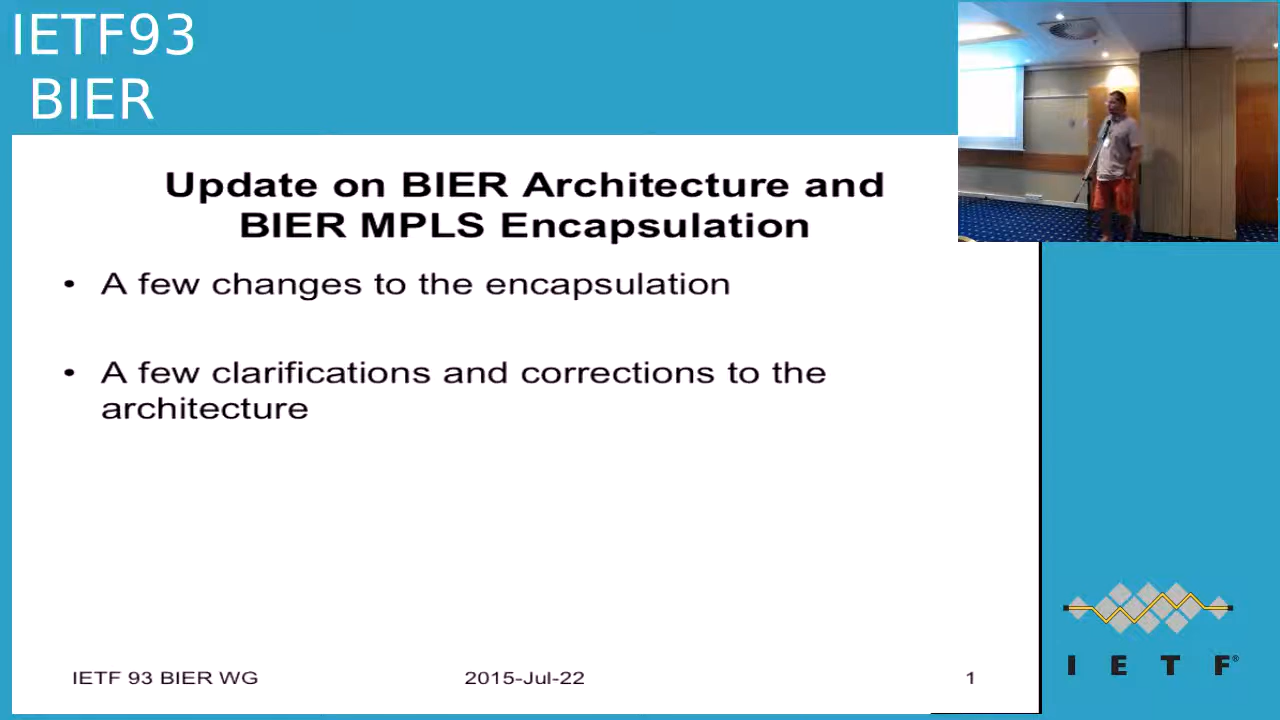 IETF93
BIER
Update on BIER Architecture and
BIER MPLS Encapsulation
• A few changes to the encapsulation
• A few clarifications and corrections to the
architecture
IETF 93 BIER WG
2015-Jul-22
1
I E T F®